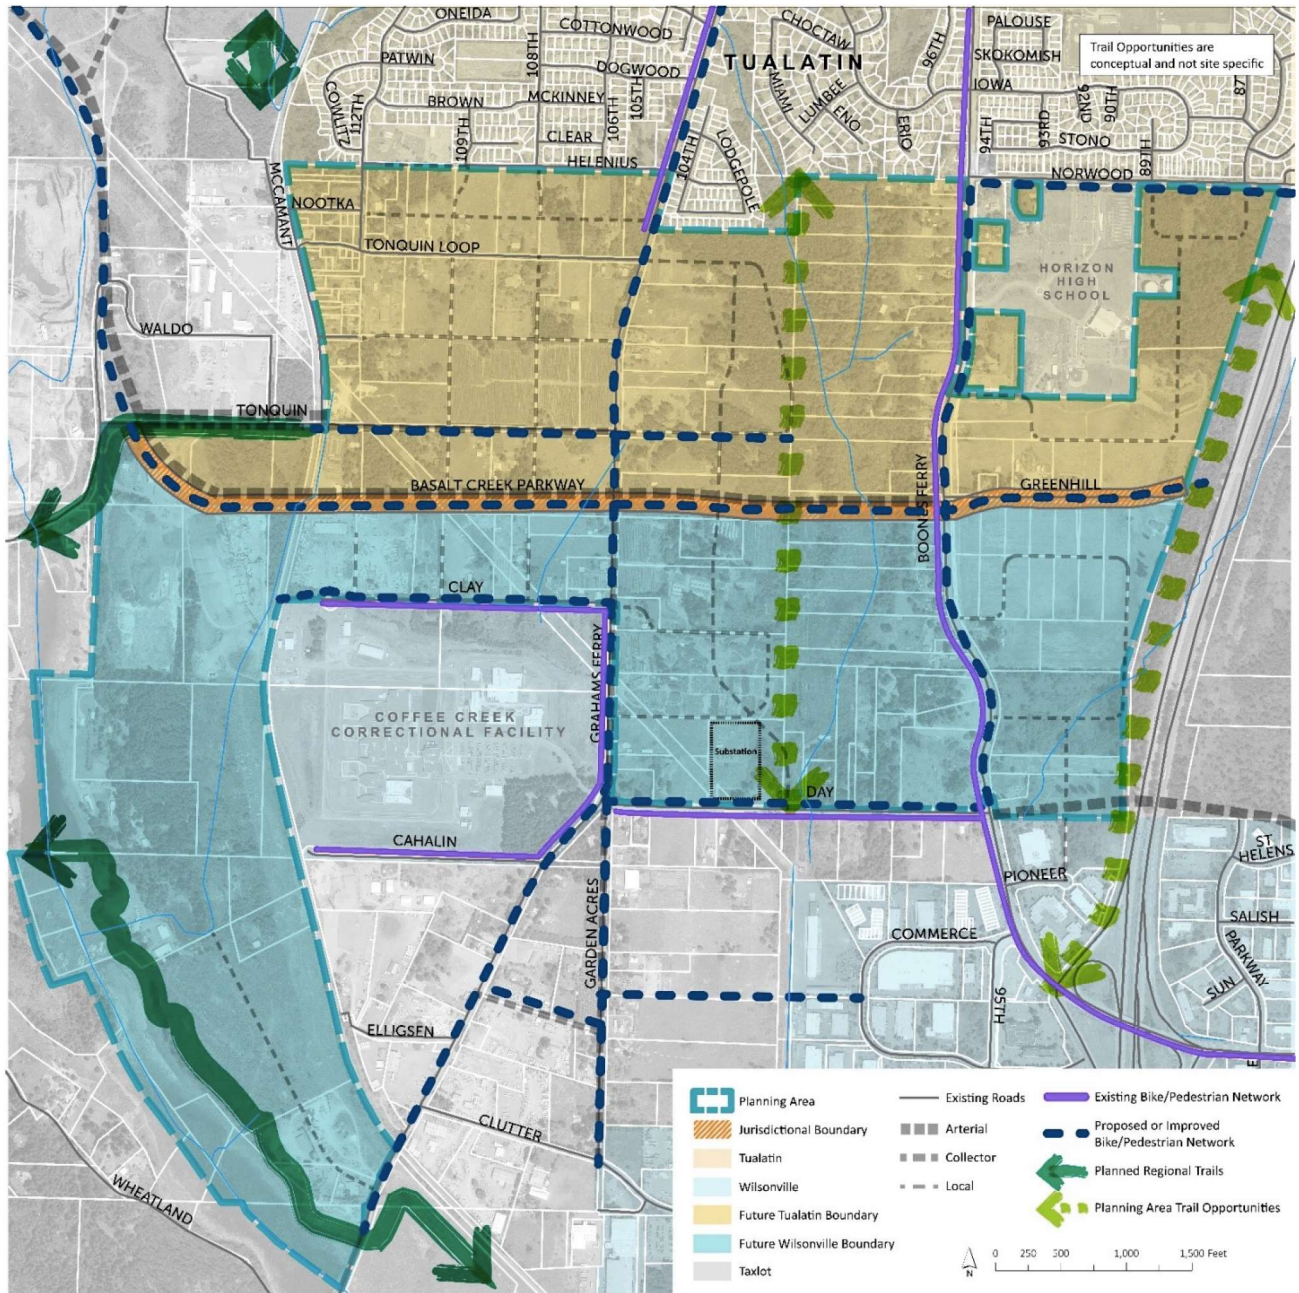 ONEIDA
COTTONWOOD
CHOCTAW
96TH
PALOUSE
SKOKOMISH
Trail Opportunities are
conceptual and not site specific
PATWIN
108TH
DOGWOOD
TUALATIN
IOWA
87
COWLITZ
112TH
BROWN
MCKINNEY
106TH
105TH
MIAMI
LUMBEE
ENO
ERIO
94TH
93RD
92ND
90TH
109TH
CLEAR
STONO
89TH
HELENIUS
104TH
LODGEPOLE
NORWOOD
MCCAMANT
NOOTKA
TONQUIN LOOP
HORIZON
HIGH
SCHOOL
WALDO
TONQUIN
BASALT CREEK PARKWAY
BOONES FERRY
GREENHILL
CLAY
GRAHAMS FERRY
COFFEE CREEK
CORRECTIONAL FACILITY
Substation
DAY
CAHALIN
PIONEER
ST
HELENS
GARDEN ACRES
COMMERCE
SALISH
PARKWAY
SUN
95TH
ELLIGSEN
E
CLUTTER
WHEATLAND
Planning Area
Jurisdictional Boundary
Tualatin
Wilsonville
Future Tualatin Boundary
Future Wilsonville Boundary
Taxlot
Existing Roads
Arterial
Collector
Local
Existing Bike/Pedestrian Network
Proposed or Improved
Bike/Pedestrian Network
Planned Regional Trails
Planning Area Trail Opportunities
N
0 250 500 1,000 1,500 Feet